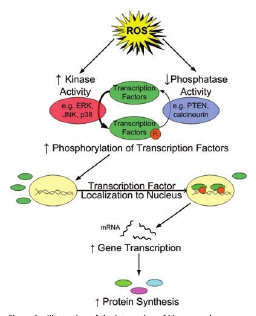 ROS
↑ Kinase Activity
↓Phosphatase Activity
e.g. ERK, JNK, p38
Transcription Factors
e.g. PTEN, calcineurin
Transcription Factors
↑ Phosphorylation of Transcription Factors
Transcription Factor
Localization to Nucleus
mRNA
↑ Gene Transcription
↑ Protein Synthesis